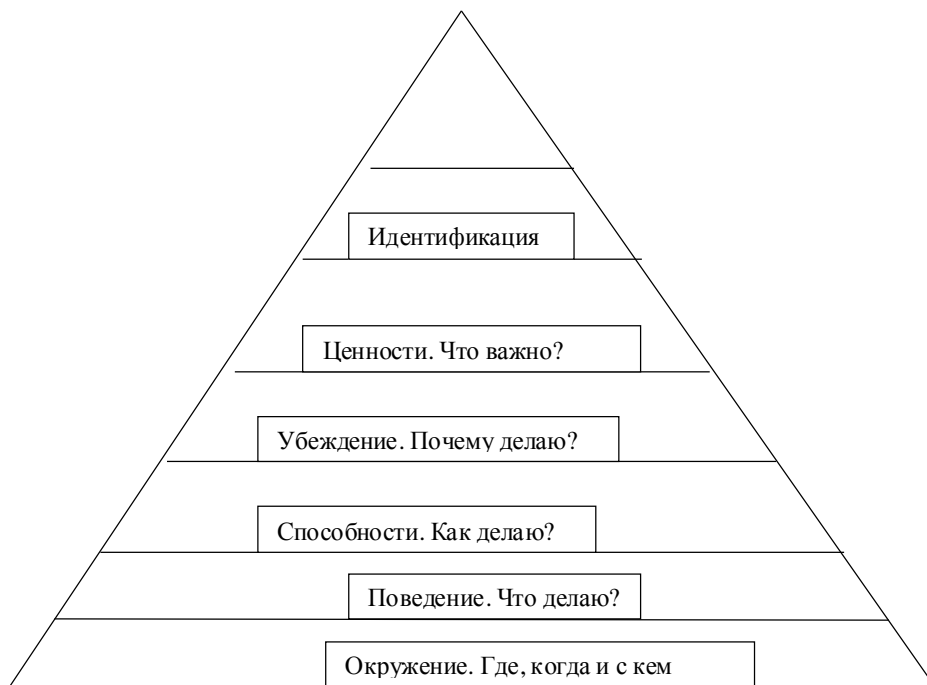 Идентификация
Ценности. Что важно?
Убеждение. Почему делаю?
Способности. Как делаю?
Поведение. Что делаю?
Окружение. Где, когда и с кем